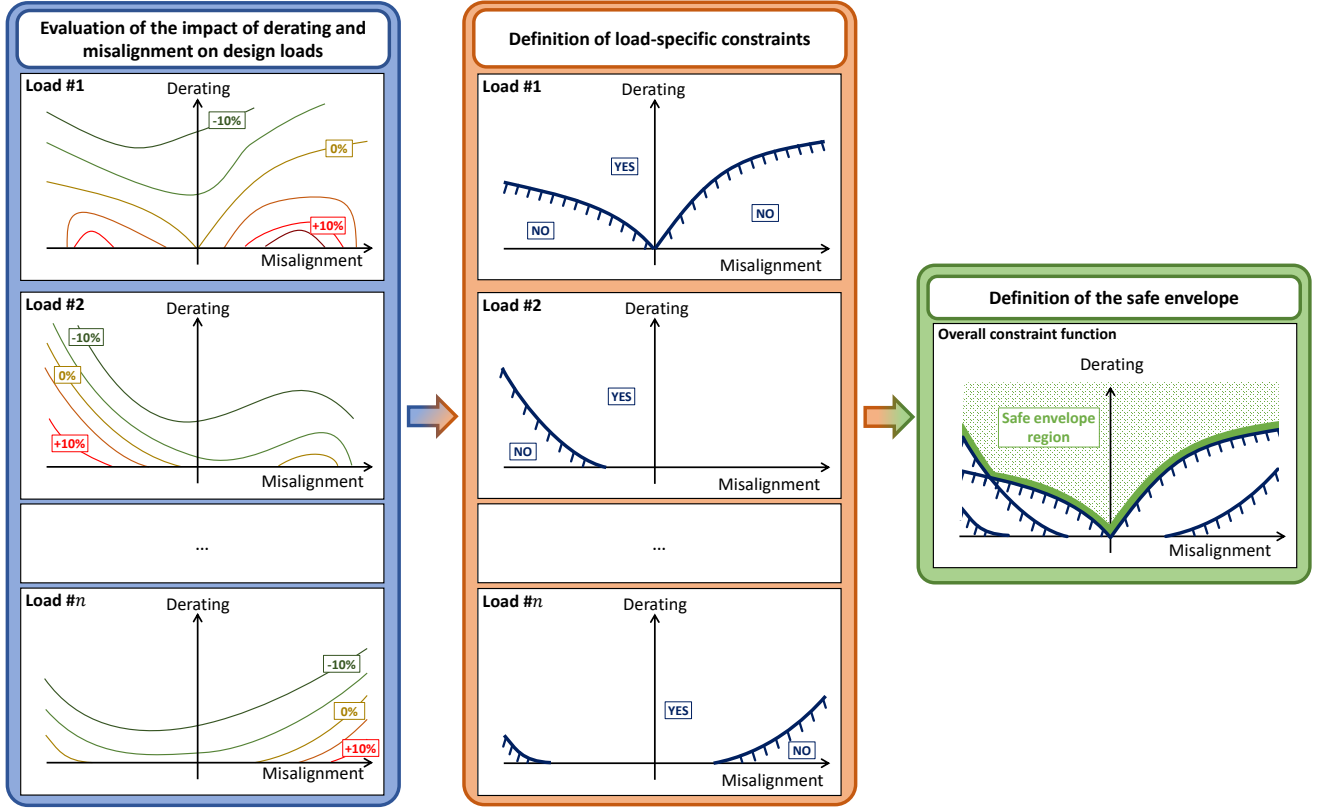 Evaluation of the impact of derating and
misalignment on design loads
Load #1
Derating
-10%
0%
+10%
Misalignment
Load #2
Derating
-10%
0%
+10%
Misalignment
...
Load #n
Derating
-10%
0%
+10%
Misalignment
Definition of load-specific constraints
Load #1
Derating
YES
NO
NO
Misalignment
Load #2
Derating
YES
NO
Misalignment
...
Load #n
Derating
YES
NO
Misalignment
Definition of the safe envelope
Overall constraint function
Derating
Safe envelope
region
Misalignment